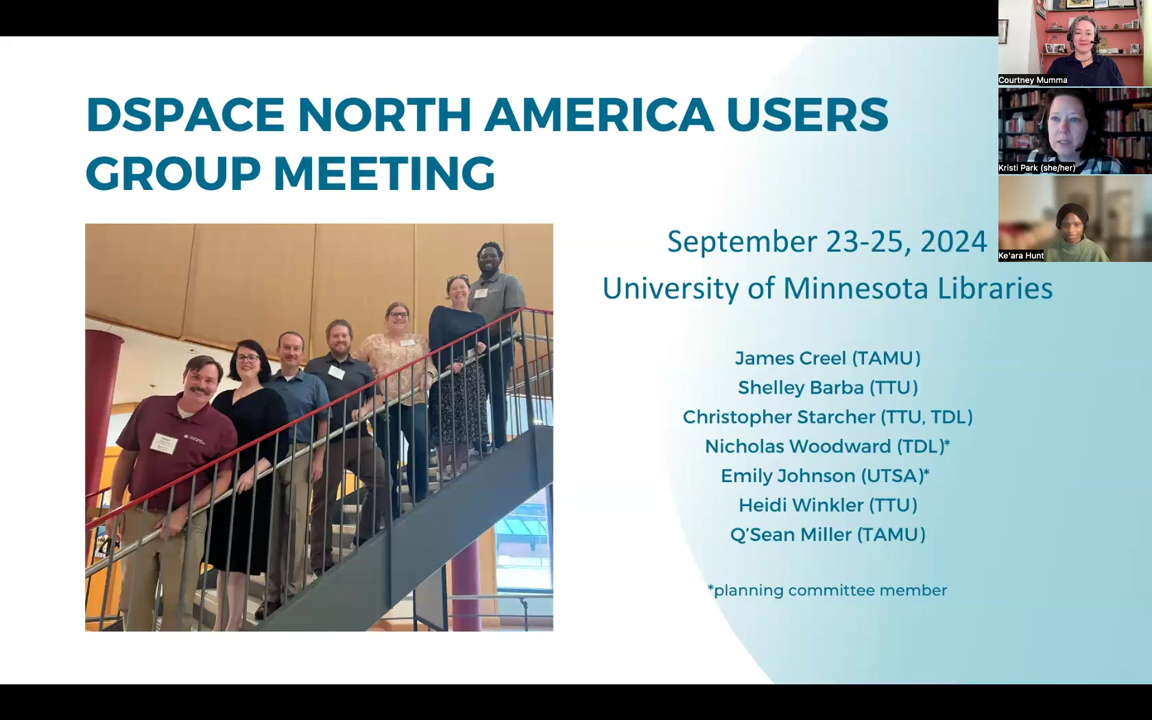 DSPACE NORTH AMERICA USERS
GROUP MEETING
September 23-25, 2024
University of Minnesota Libraries
James Creel (TAMU)
Shelley Barba (TTU)
Christopher Starcher (TTU, TDL)
Nicholas Woodward (TDL)*
Emily Johnson (UTSA)*
Heidi Winkler (TTU)
Q'Sean Miller (TAMU)
*planning committee member
Courtney Mumma
Kristi Park (she/her)
Ke'ara Hunt